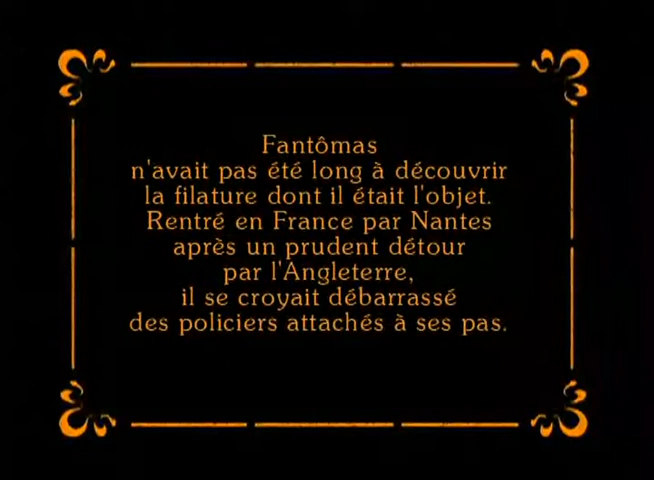 Fantômas
n'avait pas été long à découvrir
la filature dont il était l'objet.
Rentré en France par Nantes
après un prudent détour
par l'Angleterre,
il se croyait débarrassé
des policiers attachés à ses pas.